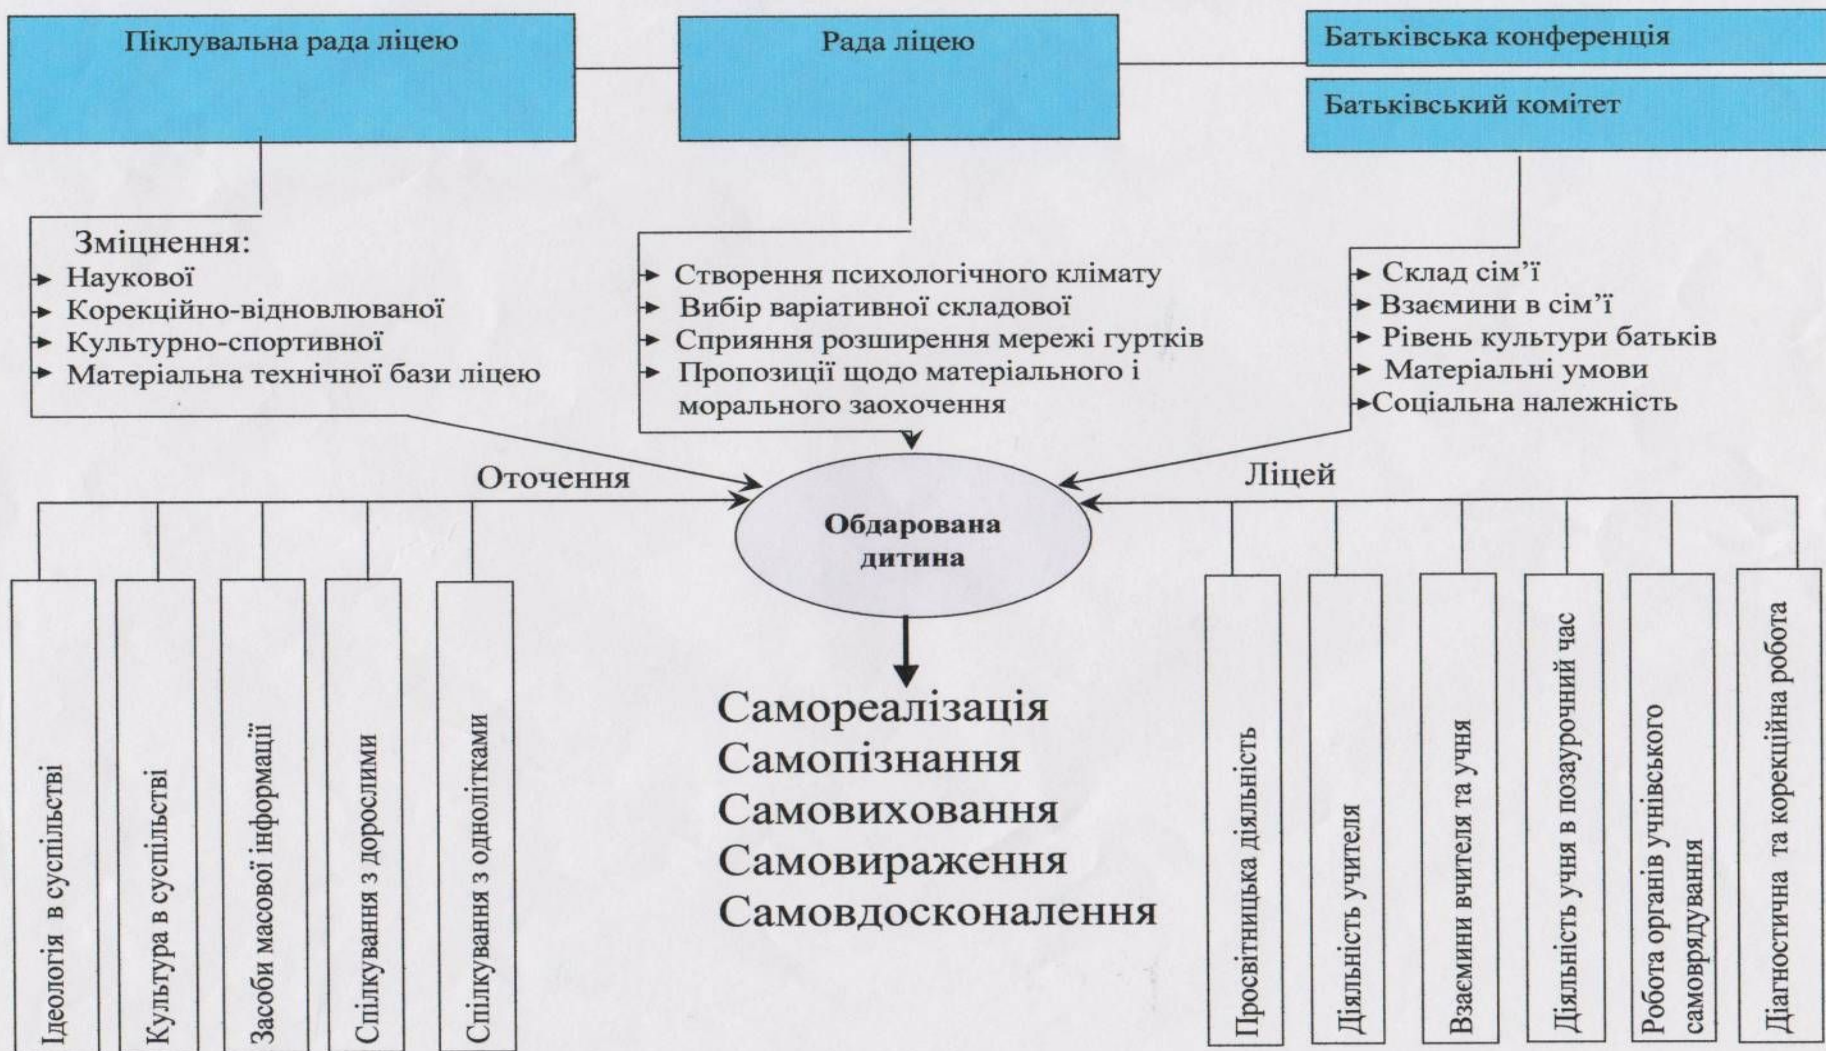 Піклувальна рада ліцею
Рада ліцею
Батьківська конференція
Батьківський комітет
Зміцнення:
Наукової
Корекційно-відновлюваної
Культурно-спортивної
Матеріальна технічної бази ліцею
Створення психологічного клімату
Вибір варіативної складової
Сприяння розширення мережі гуртків
Пропозиції щодо матеріального і
морального заохочення
Склад сім’ї
Взаємини в сім’ї
Рівень культури батьків
Матеріальні умови
Соціальна належність
Оточення
Ліцей
Обдарована
дитина
Самореалізація
Самопізнання
Самовиховання
Самовираження
Самовдосконалення
Ідеологія в суспільстві
Культура в суспільстві
Засоби масової інформації
Спілкування з дорослими
Спілкування з однолітками
Просвітницька діяльність
Діяльність учителя
Взаємини вчителя та учня
Діяльність учня в позаурочний час
Робота органів учнівського
самоврядування
Діагностична та корекційна робота